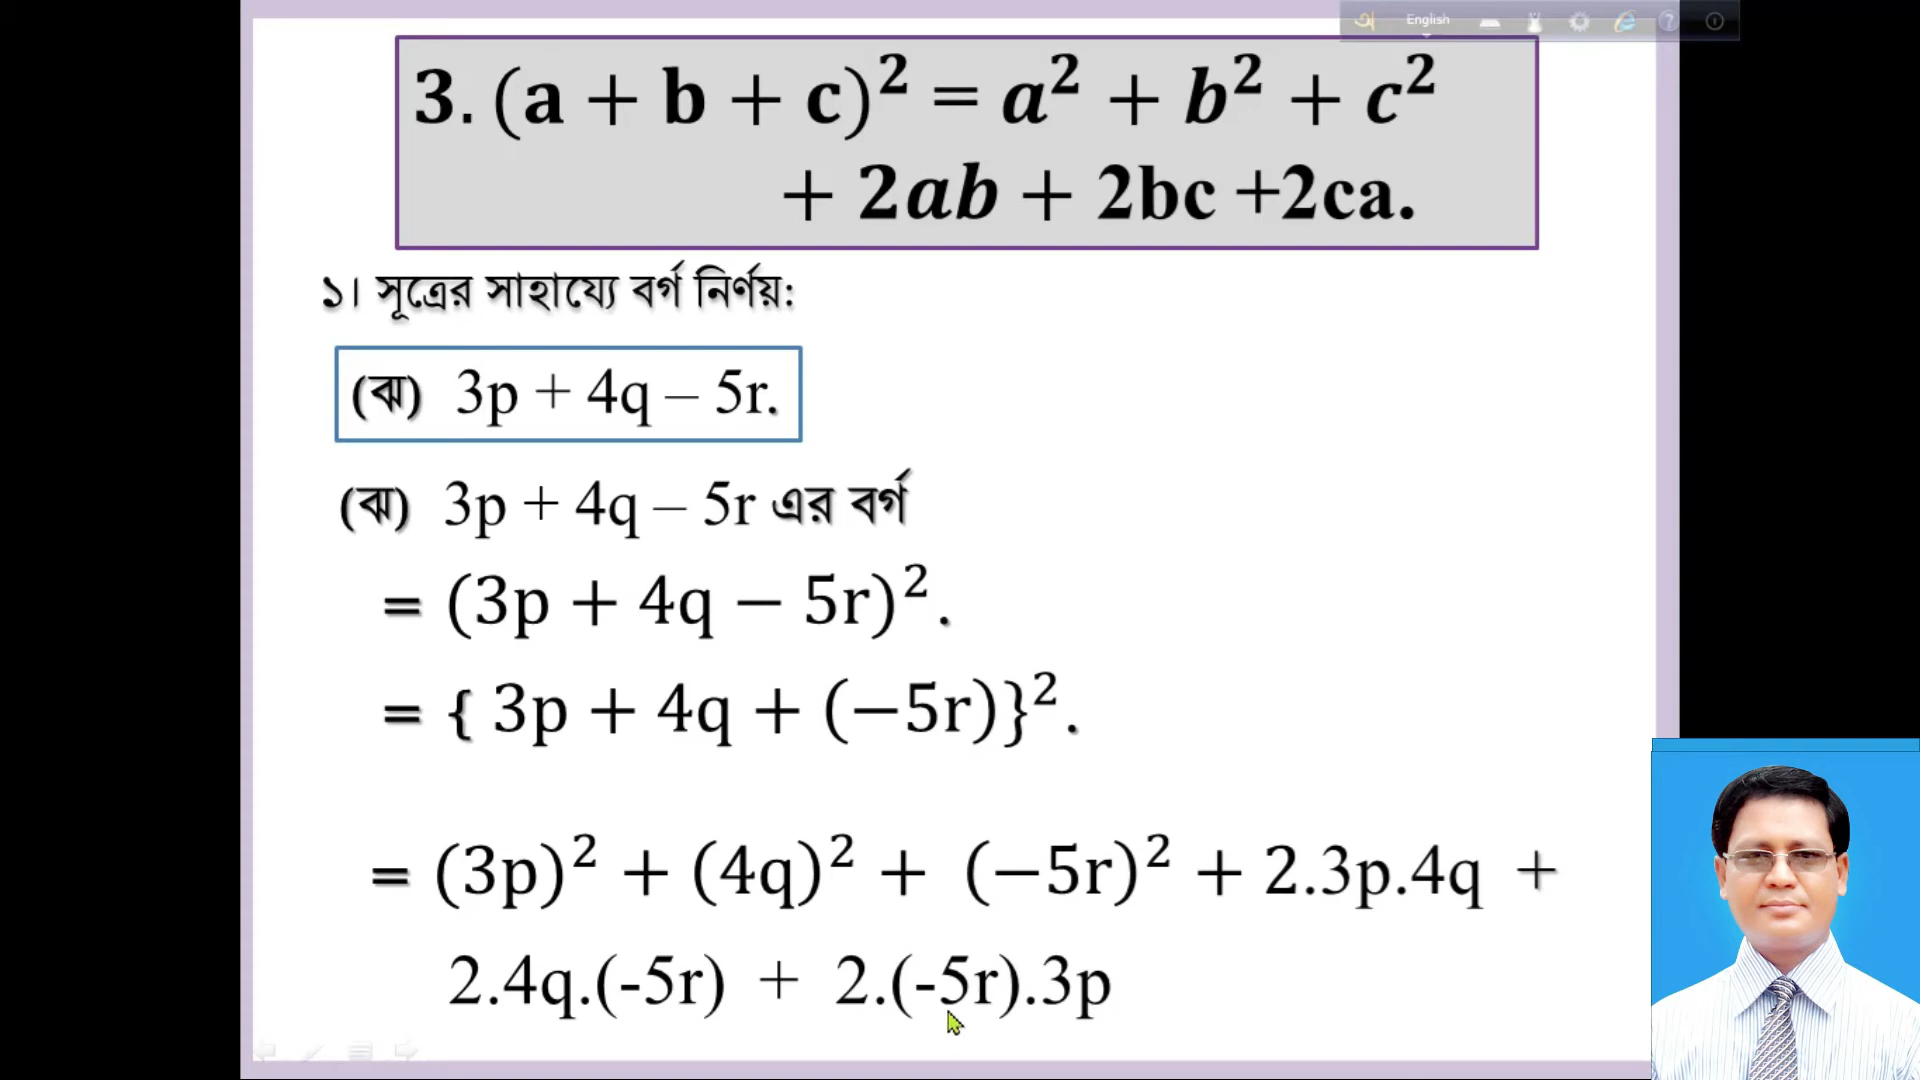 English
3. (a + b + c)² = a² + b² + c²
+ 2ab + 2bc +2ca.
১। সূত্রের সাহায্যে বর্গ নির্ণয়:
(ঝ) 3p + 4q – 5r.
(ঝ) 3p + 4q – 5r এর বর্গ
= (3p + 4q − 5r)².
= { 3p + 4q + (−5r)}².
= (3p)² + (4q)² + (−5r)² + 2.3p.4q +
2.4q.(-5r) + 2.(-5r).3p